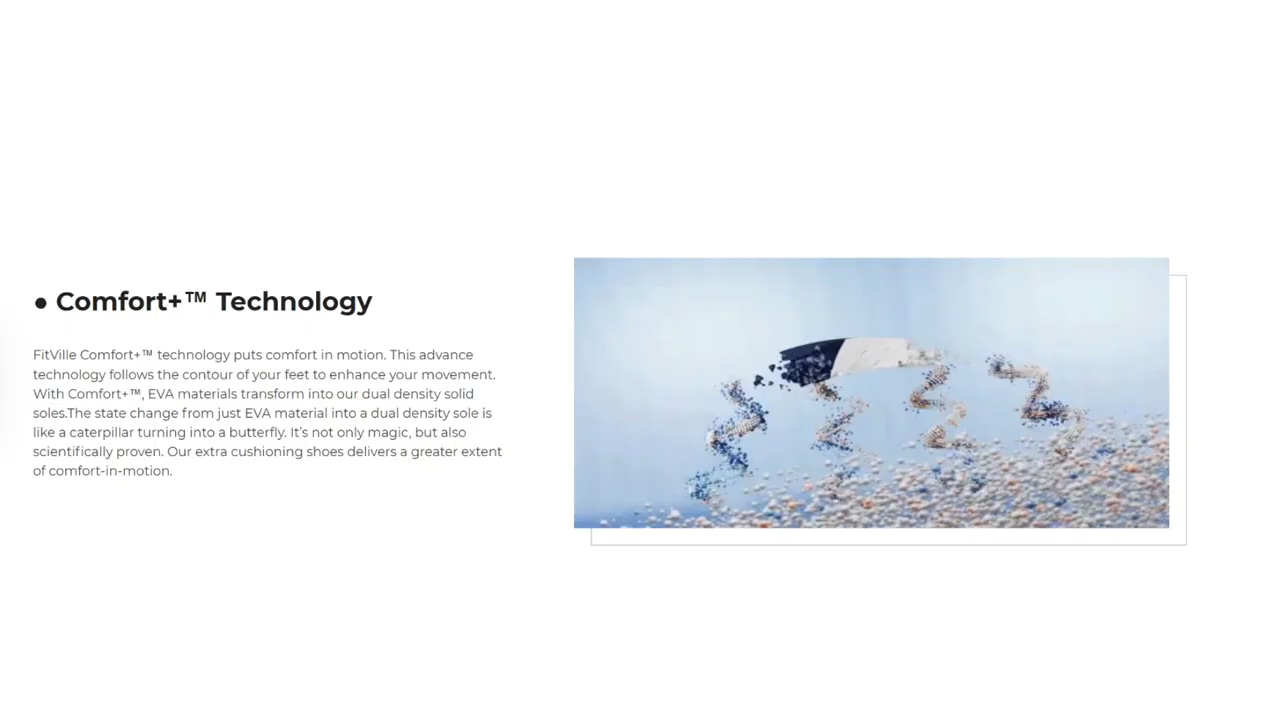 ● Comfort+™ Technology
FitVille Comfort+™ technology puts comfort in motion. This advance
technology follows the contour of your feet to enhance your movement.
With Comfort+™, EVA materials transform into our dual density solid
soles.The state change from just EVA material into a dual density sole is
like a caterpillar turning into a butterfly. It’s not only magic, but also
scientifically proven. Our extra cushioning shoes delivers a greater extent
of comfort-in-motion.